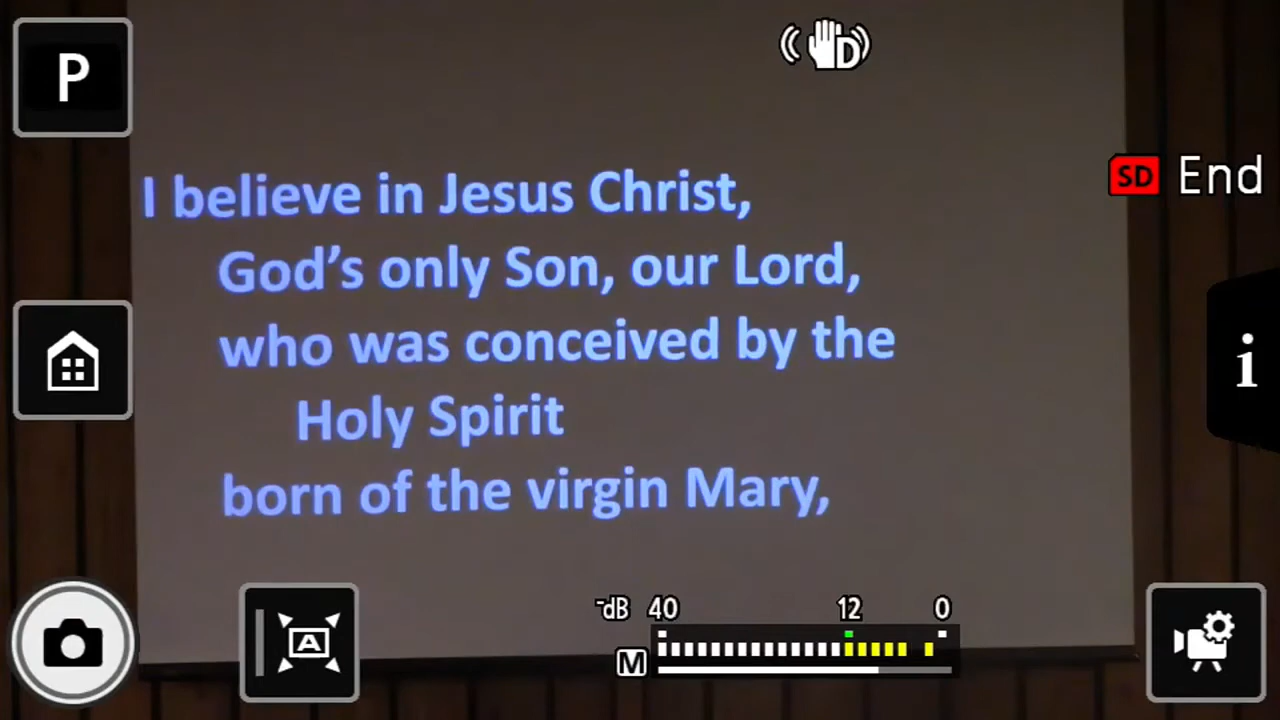 P
D
SD End
I believe in Jesus Christ,
God's only Son, our Lord,
who was conceived by the
Holy Spirit
born of the virgin Mary,
i
A
-dB 40 12 0
M